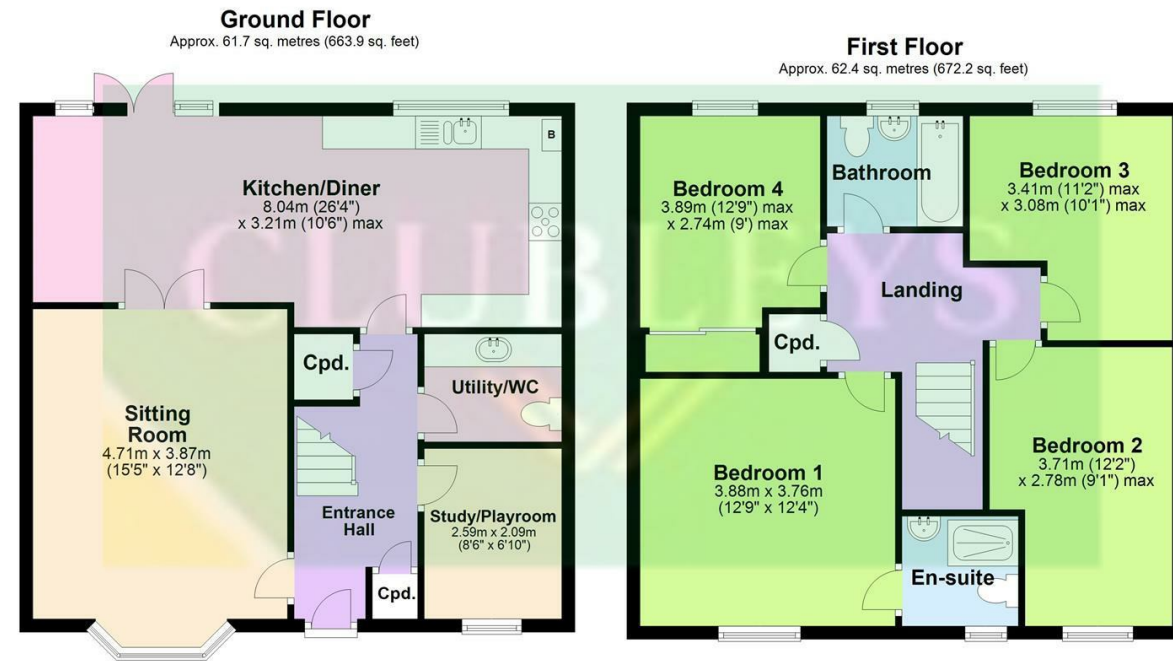 Ground Floor
Approx. 61.7 sq. metres (663.9 sq. feet)
B
Kitchen/Diner
8.04m (26'4")
x 3.21m (10'6") max
Cpd.
Utility/WC
Sitting
Room
4.71m x 3.87m
(15'5" x 12'8")
Entrance
Hall
Study/Playroom
2.59m x 2.09m
(8'6" x 6'10")
Cpd.
First Floor
Approx. 62.4 sq. metres (672.2 sq. feet)
Bedroom 4
3.89m (12'9") max
x 2.74m (9') max
Bathroom
Bedroom 3
3.41m (11'2") max
x 3.08m (10'1") max
Landing
Cpd.
Bedroom 1
3.88m x 3.76m
(12'9" x 12'4")
Bedroom 2
3.71m (12'2")
x 2.78m (9'1") max
En-suite
CLUBLEYS